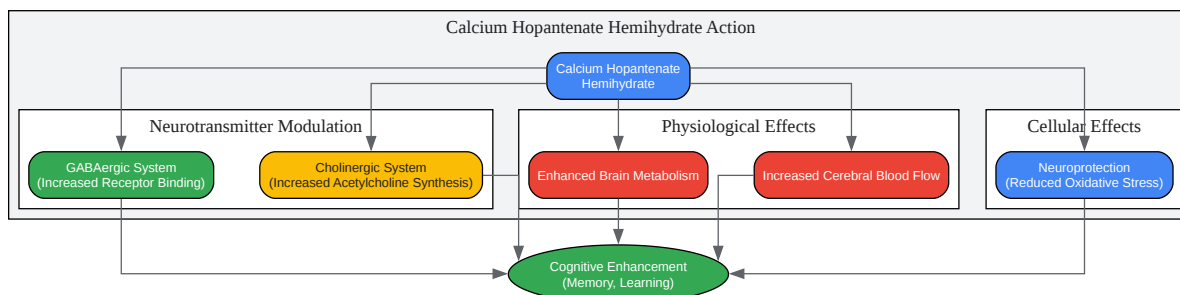 Calcium Hopantenate Hemihydrate Action
Calcium Hopantenate
Hemihydrate
Neurotransmitter Modulation
Physiological Effects
Cellular Effects
GABAergic System
(Increased Receptor Binding)
Cholinergic System
(Increased Acetylcholine Synthesis)
Enhanced Brain Metabolism
Increased Cerebral Blood Flow
Neuroprotection
(Reduced Oxidative Stress)
Cognitive Enhancement
(Memory, Learning)